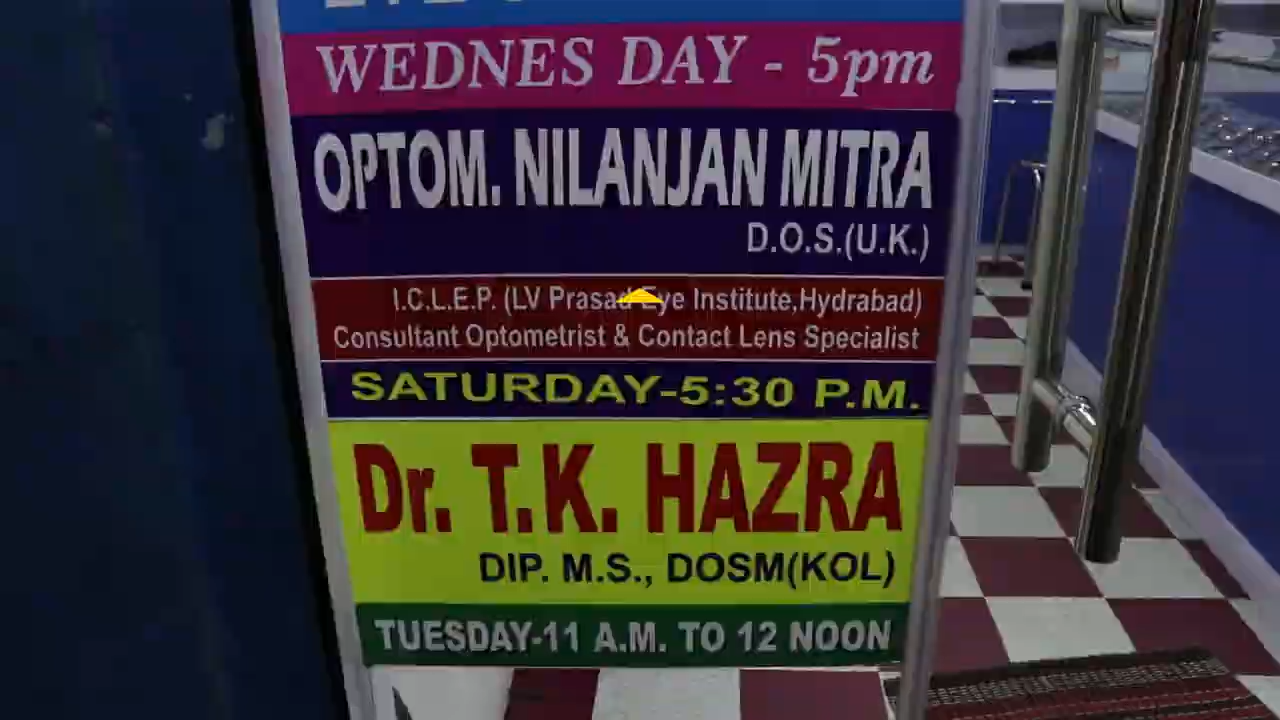 WEDNES DAY - 5pm
OPTOM. NILANJAN MITRA
D.O.S.(U.K.)
I.C.L.E.P. (LV Prasad Eye Institute,Hydrabad)
Consultant Optometrist & Contact Lens Specialist
SATURDAY-5:30 P.M.
Dr. T.K. HAZRA
DIP. M.S., DOSM(KOL)
TUESDAY-11 A.M. TO 12 NOON